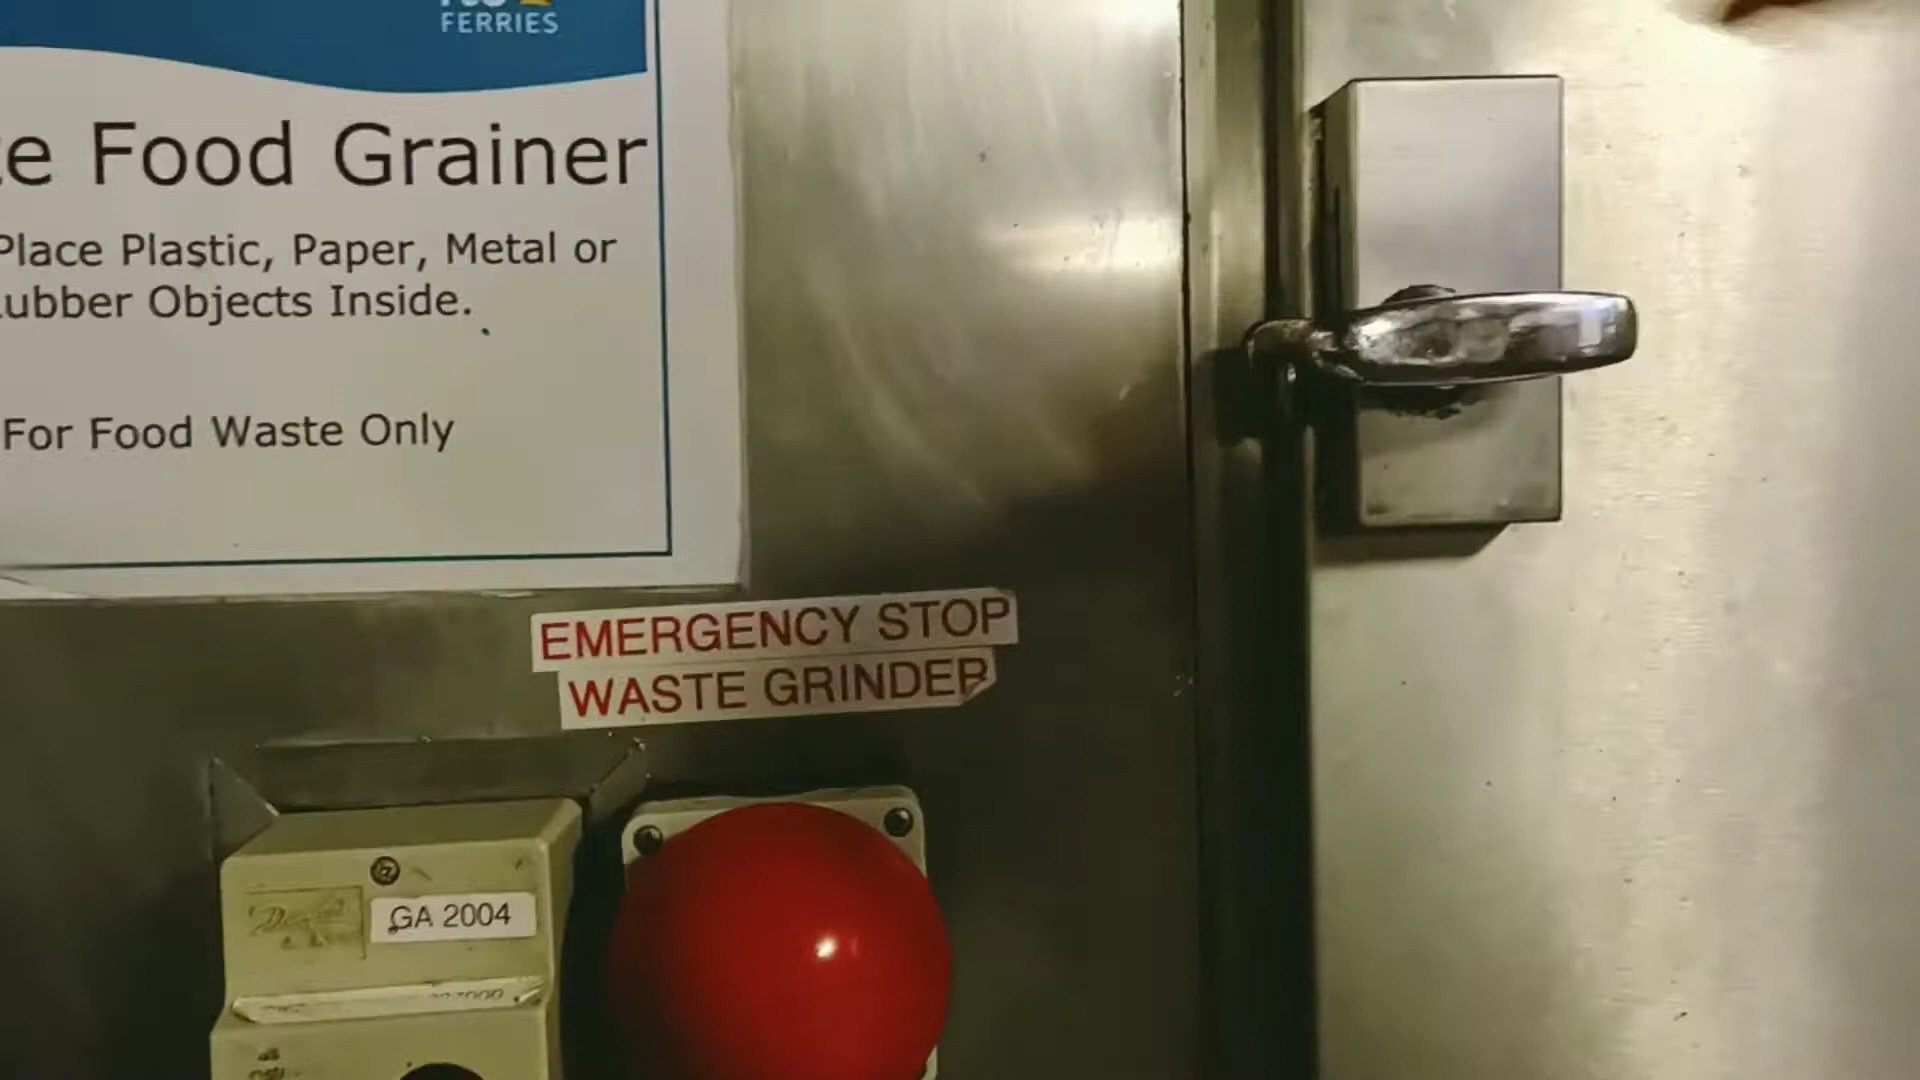 FERRIES
Food Grainer
Place Plastic, Paper, Metal or
Objects Inside.
For Food Waste Only
EMERGENCY STOP
WASTE GRINDER
GA 2004